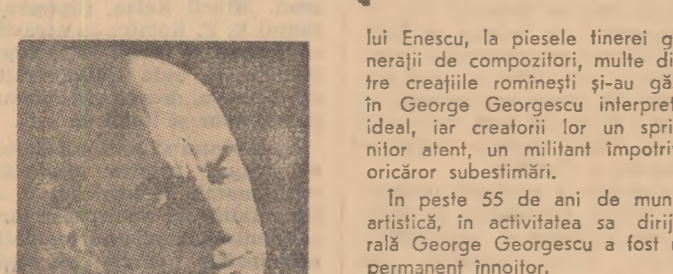 lui Enescu, la piesele tinerei g
nerații de compozitori, multe di
tre creațiile romînești și-au gă
în George Georgescu interpret
ideal, iar creatorii lor un spri
nitor atent, un militant împotri
oricăror subestimări.
În peste 55 de ani de mun
artistică, în activitatea sa dirij
rală George Georgescu a fost
permanent înnoitor.